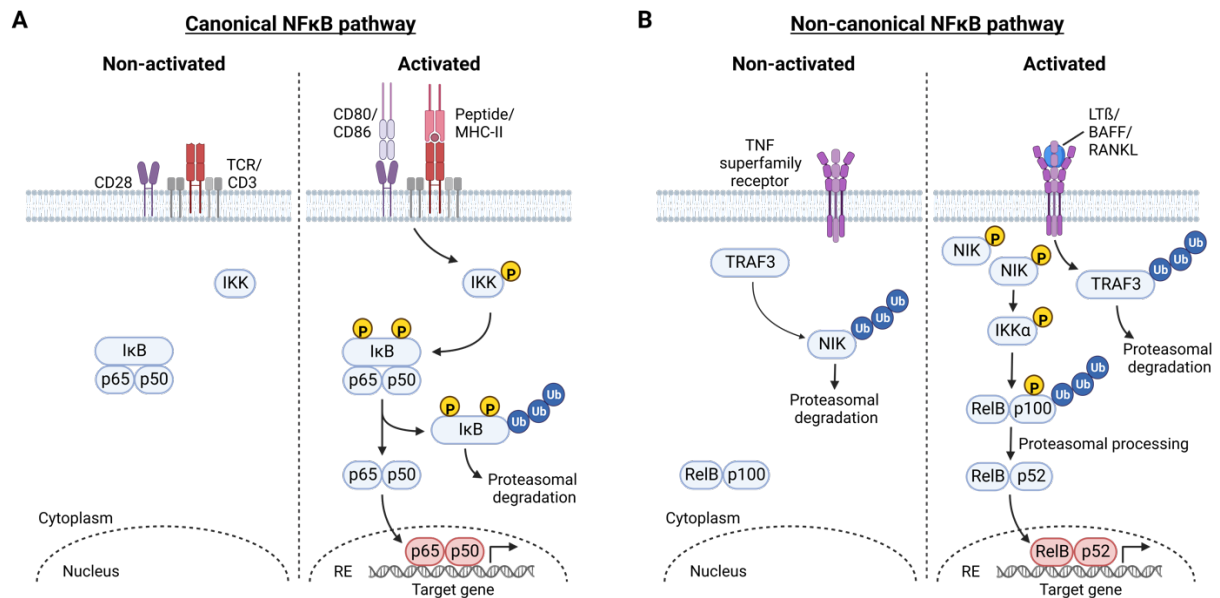 A
Canonical NFκB pathway
Non-activated
Activated
CD28
TCR/
CD3
CD80/
CD86
Peptide/
MHC-II
IKK
IKK
P
IκB
p65
p50
P
P
IκB
p65
p50
P
P
IκB
Ub
Ub
Ub
p65
p50
Proteasomal
degradation
Cytoplasm
Nucleus
p65
p50
RE
Target gene
B
Non-canonical NFκB pathway
Non-activated
Activated
TNF
superfamily
receptor
LTß/
BAFF/
RANKL
TRAF3
NIK
Ub
Ub
Ub
Proteasomal
degradation
RelB
p100
NIK
P
NIK
P
TRAF3
Ub
Ub
Ub
IKKα
P
Proteasomal
degradation
RelB
p100
P
Ub
Ub
Ub
Proteasomal processing
RelB
p52
Cytoplasm
Nucleus
RelB
p52
RE
Target gene